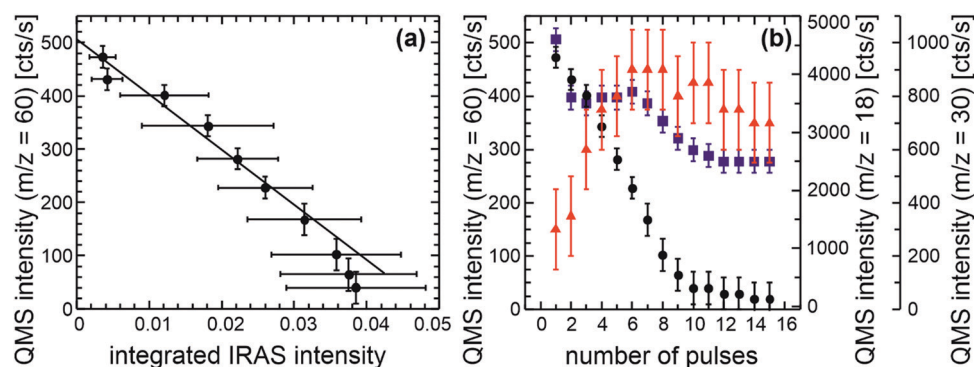 (a)
QMS intensity (m/z = 60) [cts/s]
500
400
300
200
100
0
0 0.01 0.02 0.03 0.04 0.05
integrated IRAS intensity
(b)
QMS intensity (m/z = 60) [cts/s]
500
400
300
200
100
0
0 2 4 6 8 10 12 14 16
number of pulses
5000
4000
3000
2000
1000
0
QMS intensity (m/z = 18) [cts/s]
1000
800
600
400
200
0
QMS intensity (m/z = 30) [cts/s]